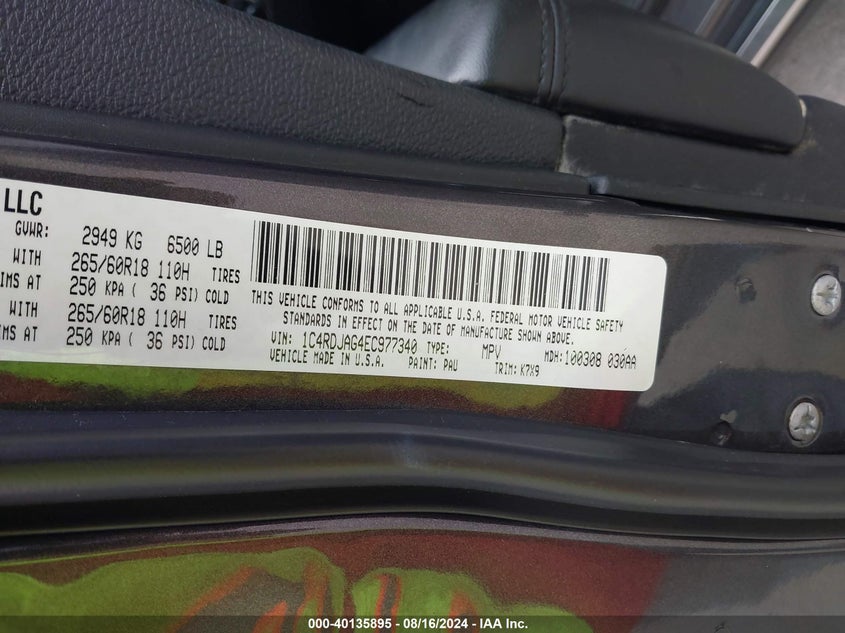 LLC
GVWR: 2949 KG 6500 LB
WITH 265/60R18 110H TIRES
IMS AT 250 KPA ( 36 PSI) COLD
WITH 265/60R18 110H TIRES
IMS AT 250 KPA ( 36 PSI) COLD
THIS VEHICLE CONFORMS TO ALL APPLICABLE U.S.A. FEDERAL MOTOR VEHICLE SAFETY
STANDARDS IN EFFECT ON THE DATE OF MANUFACTURE SHOWN ABOVE.
VIN: 1C4RDJAG4EC977340 TYPE: MPV MDH:100308 030AA
VEHICLE MADE IN U.S.A. PAINT: PAU TRIM: K7X9
000-40135895 - 08/16/2024 - IAA Inc.